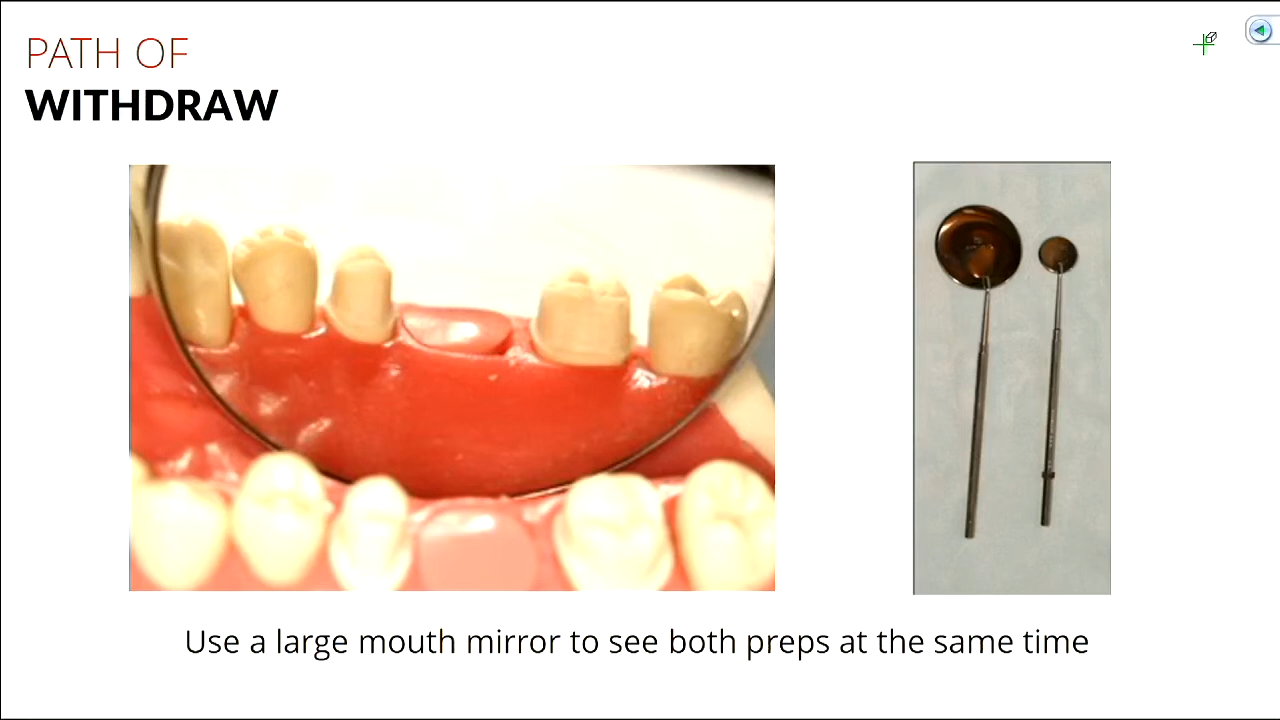 PATH OF
WITHDRAW
Use a large mouth mirror to see both preps at the same time